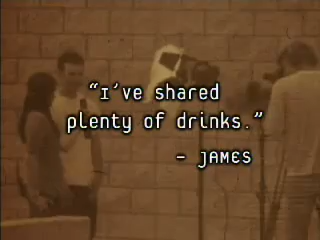 “I’ve shared
plenty of drinks.”
- JAMES